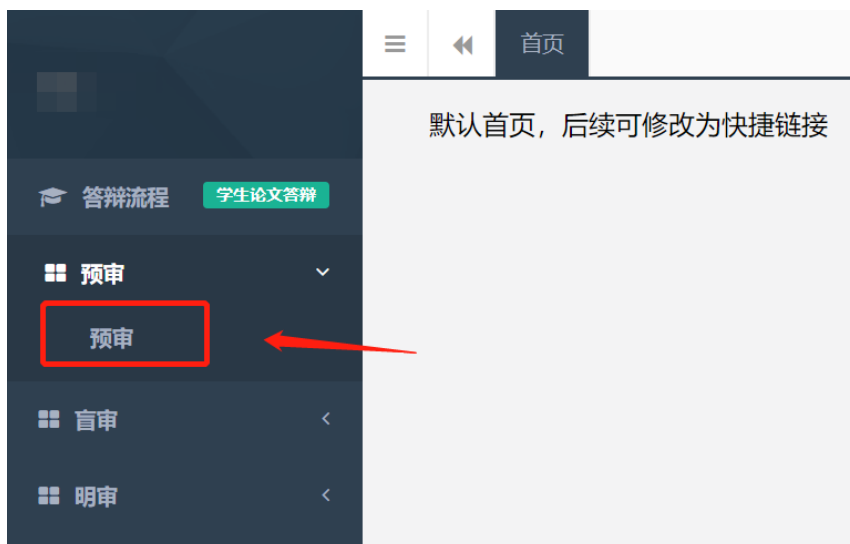 首页
默认首页，后续可修改为快捷链接
答辩流程 学生论文答辩
预审
预审
盲审
明审